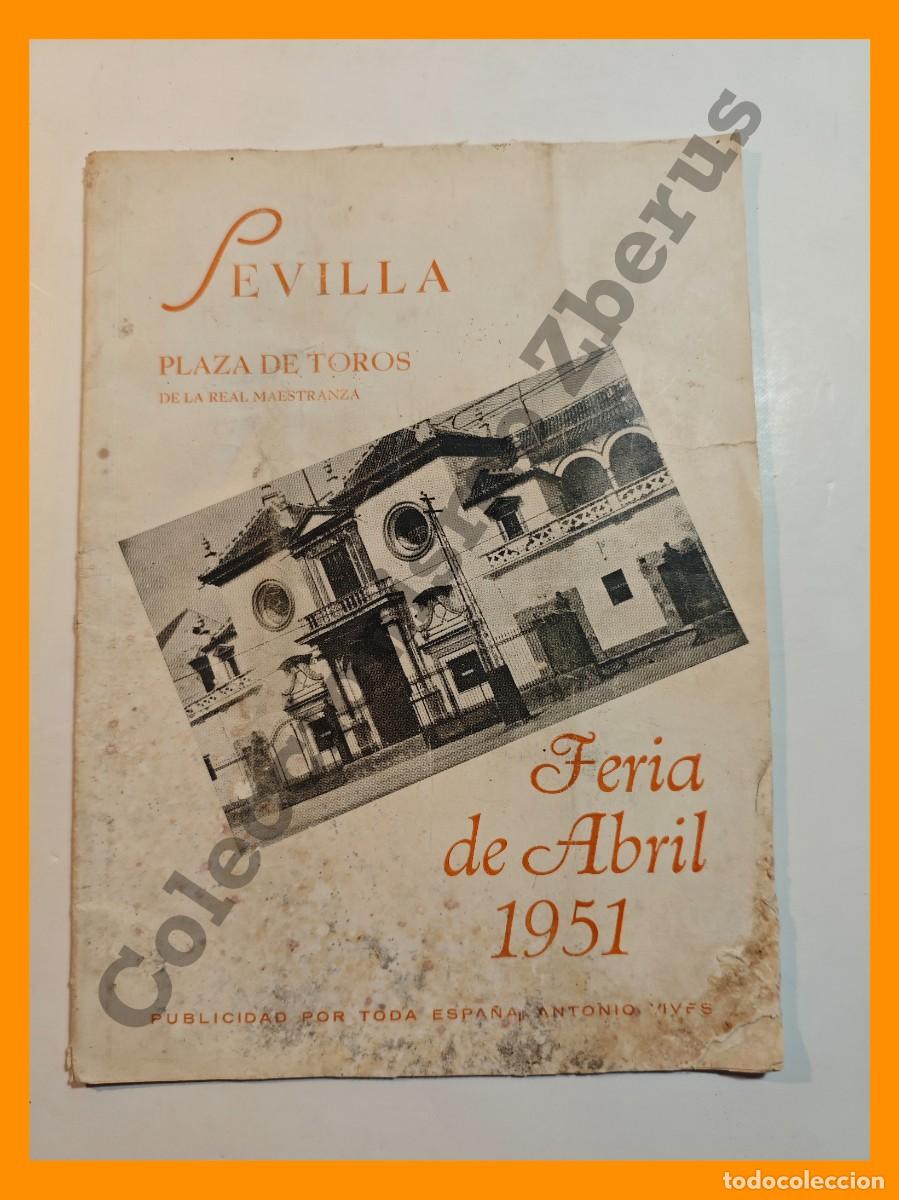 SEVILLA
PLAZA DE TOROS
DE LA REAL MAESTRANZA
Feria
de Abril
1951
PUBLICIDAD POR TODA ESPAÑA, ANTONIO VIVES
Zberus
todocoleccion